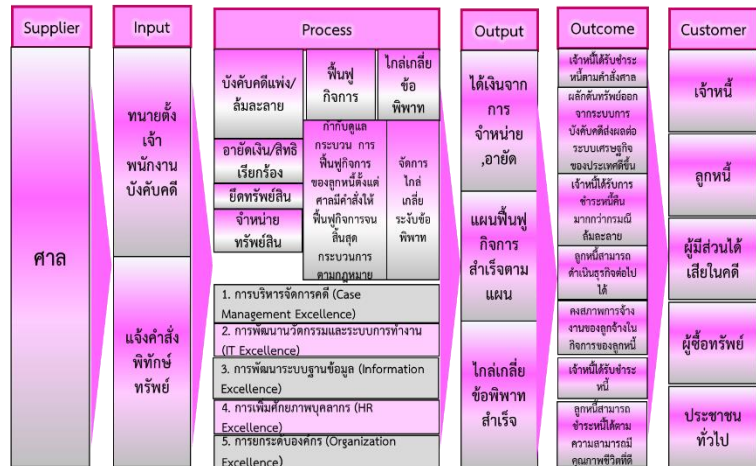 Supplier
ศาล
Input
ทนายตั้ง
เจ้า
พนักงาน
บังคับคดี
แจ้งคำสั่ง
พิทักษ์
ทรัพย์
Process
บังคับคดีแพ่ง/
ล้มละลาย
อายัดเงิน/สิทธิ
เรียกร้อง
ยึดทรัพย์สิน
จำหน่าย
ทรัพย์สิน
ฟื้นฟู
กิจการ
กำกับดูแล
กระบวน การ
ฟื้นฟูกิจการ
ของลูกหนี้ตั้งแต่
ศาลมีคำสั่งให้
ฟื้นฟูกิจการจน
สิ้นสุด
กระบวนการ
ตามกฎหมาย
ไกล่เกลี่ย
ข้อ
พิพาท
จัดการ
ไกล่
เกลี่ย
ระงับข้อ
พิพาท
1. การบริหารจัดการคดี (Case
Management Excellence)
2. การพัฒนานวัตกรรมและระบบการทำงาน
(IT Excellence)
3. การพัฒนาระบบฐานข้อมูล (Information
Excellence)
4. การเพิ่มศักยภาพบุคลากร (HR
Excellence)
5. การยกระดับองค์กร (Organization
Excellence)
Output
ได้เงินจาก
การ
จำหน่าย
,อายัด
แผนฟื้นฟู
กิจการ
สำเร็จตาม
แผน
ไกล่เกลี่ย
ข้อพิพาท
สำเร็จ
Outcome
เจ้าหนี้ได้รับชำระ
หนี้ตามคำสั่งศาล
ผลักดันทรัพย์ออก
จากระบบการ
บังคับคดีส่งผลต่อ
ระบบเศรษฐกิจ
ของประเทศดีขึ้น
เจ้าหนี้ได้รับการ
ชำระหนี้คืน
มากกว่ากรณี
ล้มละลาย
ลูกหนี้สามารถ
ดำเนินธุรกิจต่อไป
ได้
คงสภาพการจ้าง
งานของลูกจ้างใน
กิจการของลูกหนี้
เจ้าหนี้ได้รับชำระ
หนี้
ลูกหนี้สามารถ
ชำระหนี้ได้ตาม
ความสามารถมี
คุณภาพชีวิตที่ดี
Customer
เจ้าหนี้
ลูกหนี้
ผู้มีส่วนได้
เสียในคดี
ผู้ซื้อทรัพย์
ประชาชน
ทั่วไป